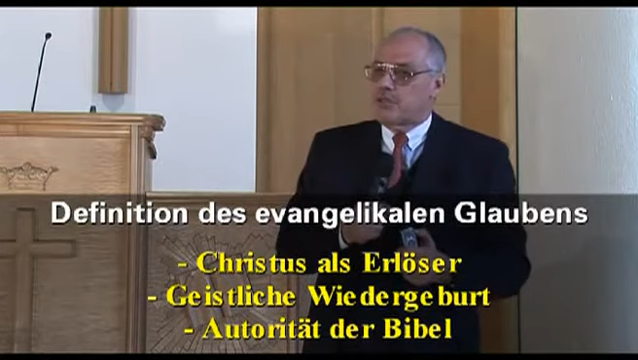 Definition des evangelikalen Glaubens
- Christus als Erlöser
- Geistliche Wiedergeburt
- Autorität der Bibel